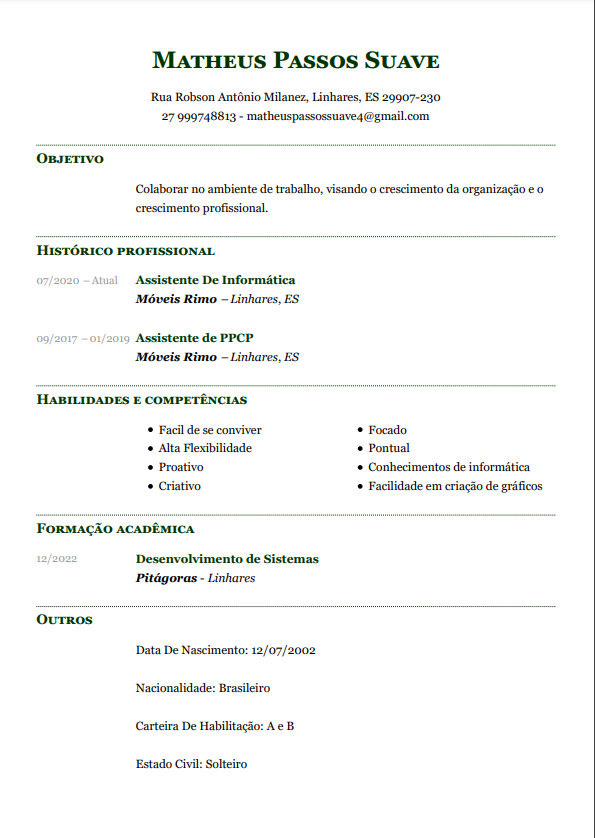 Matheus Passos Suave
Rua Robson Antônio Milanez, Linhares, ES 29907-230
27 999748813 - matheuspassossuave4@gmail.com
Objetivo
Colaborar no ambiente de trabalho, visando o crescimento da organização e o
crescimento profissional.
Histórico profissional
07/2020 – Atual Assistente De Informática
Móveis Rimo – Linhares, ES
09/2017 – 01/2019 Assistente de PPCP
Móveis Rimo – Linhares, ES
Habilidades e competências
• Facil de se conviver
• Alta Flexibilidade
• Proativo
• Criativo
• Focado
• Pontual
• Conhecimentos de informática
• Facilidade em criação de gráficos
Formação acadêmica
12/2022 Desenvolvimento de Sistemas
Pitágoras - Linhares
Outros
Data De Nascimento: 12/07/2002
Nacionalidade: Brasileiro
Carteira De Habilitação: A e B
Estado Civil: Solteiro